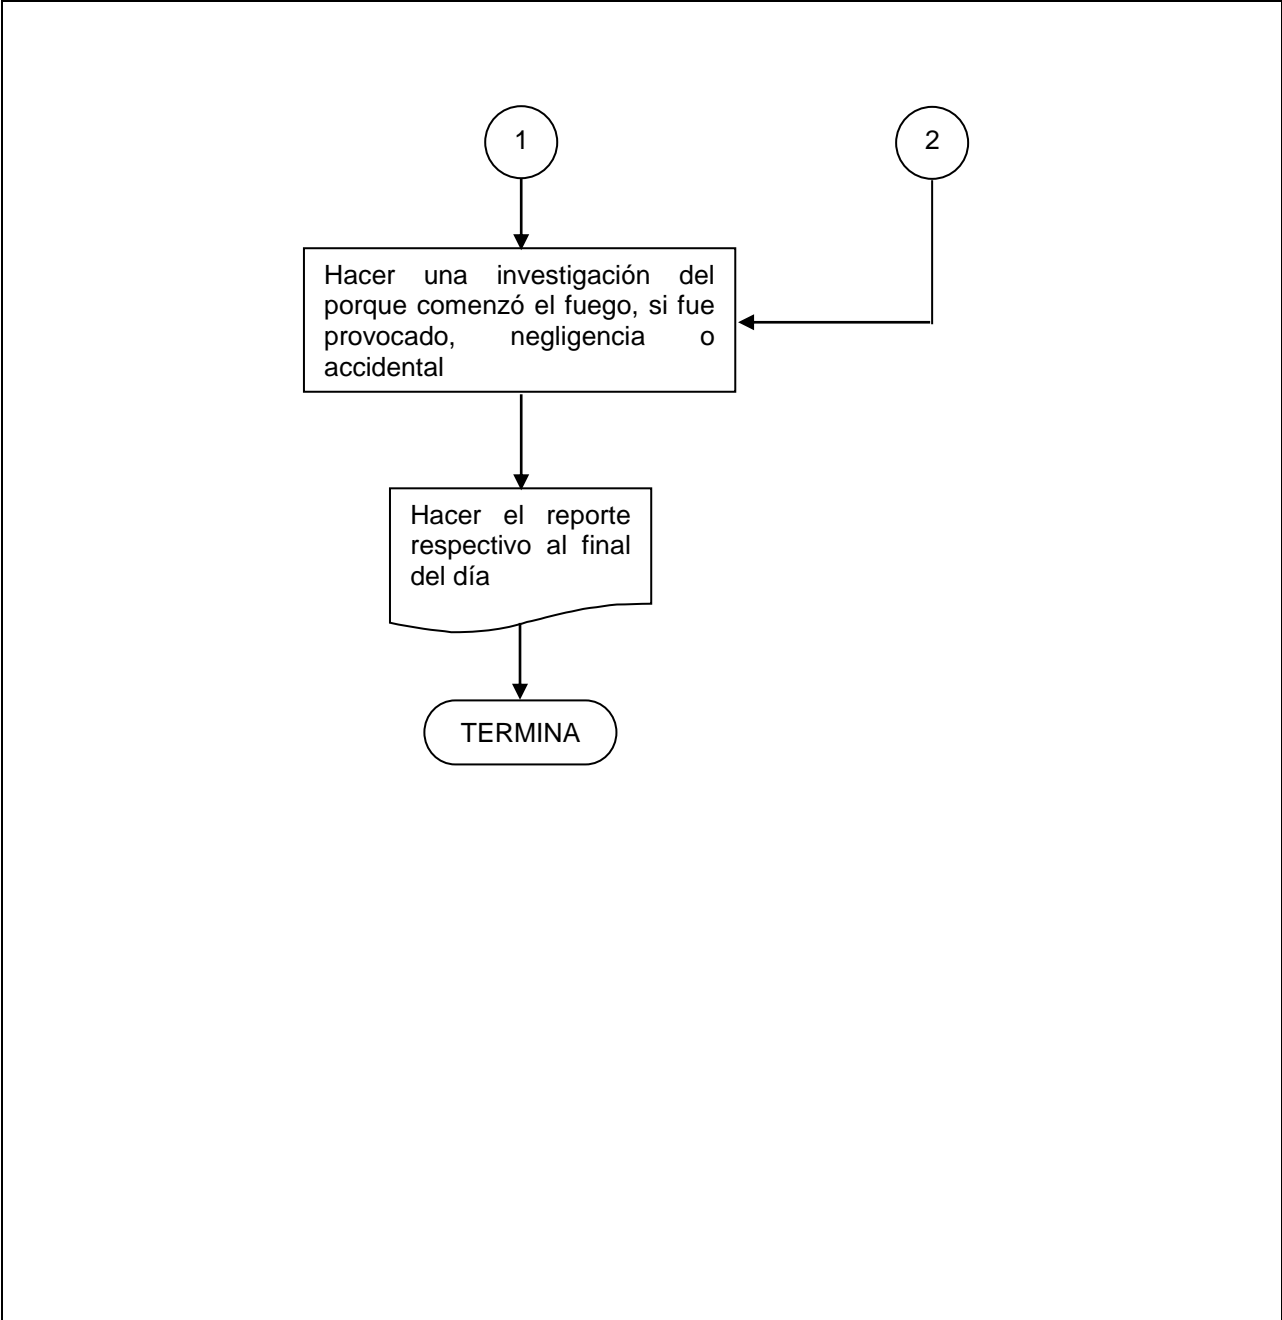 1
2
Hacer una investigación del
porque comenzó el fuego, si fue
provocado, negligencia o
accidental
Hacer el reporte
respectivo al final
del día
TERMINA